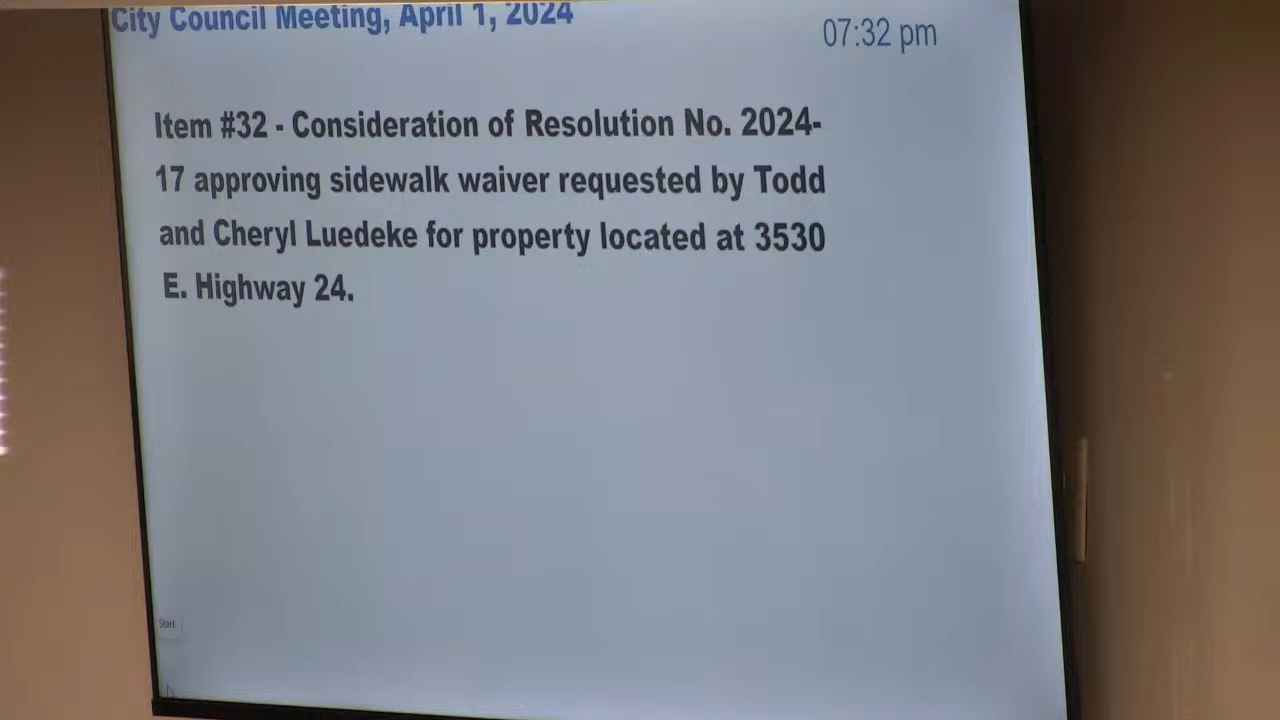 City Council Meeting, April 1, 2024
07:32 pm
Item #32 - Consideration of Resolution No. 2024-
17 approving sidewalk waiver requested by Todd
and Cheryl Luedeke for property located at 3530
E. Highway 24.
Start